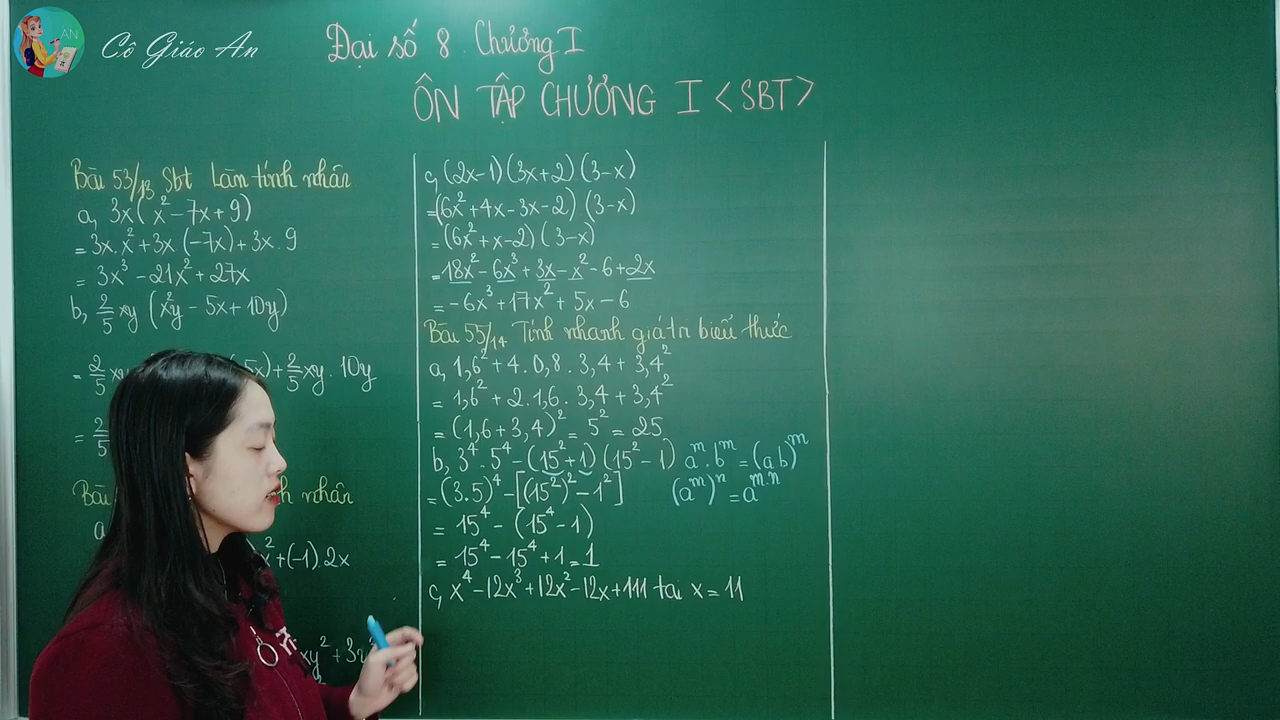 AN
Cô Giáo An
Đại số 8 Chương I
ÔN TẬP CHƯƠNG I <SBT>
Bài 53/13 Sbt Làm tính nhân
a, 3x(x²-7x+9)
= 3x.x²+3x(-7x)+3x.9
= 3x³-21x²+27x
b, 2/5 xy (x²y-5x+10y)
= 2/5 5x)+2/5xy.10y
= 2/5
Bài nhân
a
x²+(-1).2x
xy²+3
c, (2x-1)(3x+2)(3-x)
=(6x²+4x-3x-2)(3-x)
=(6x²+x-2)(3-x)
=18x²-6x³+3x-x²-6+2x
=-6x³+17x²+5x-6
Bài 55/14 Tính nhanh giá trị biểu thức
a, 1,6²+4.0,8.3,4+3,4²
= 1,6²+2.1,6.3,4+3,4²
=(1,6+3,4)²=5²=25
b, 3⁴.5⁴-(15²+1)(15²-1) aᵐ.bᵐ=(a.b)ᵐ
=(3.5)⁴-[(15²)²-1²] (aᵐ)ⁿ=aᵐ·ⁿ
= 15⁴-(15⁴-1)
= 15⁴-15⁴+1=1
c, x⁴-12x³+12x²-12x+111 tại x=11